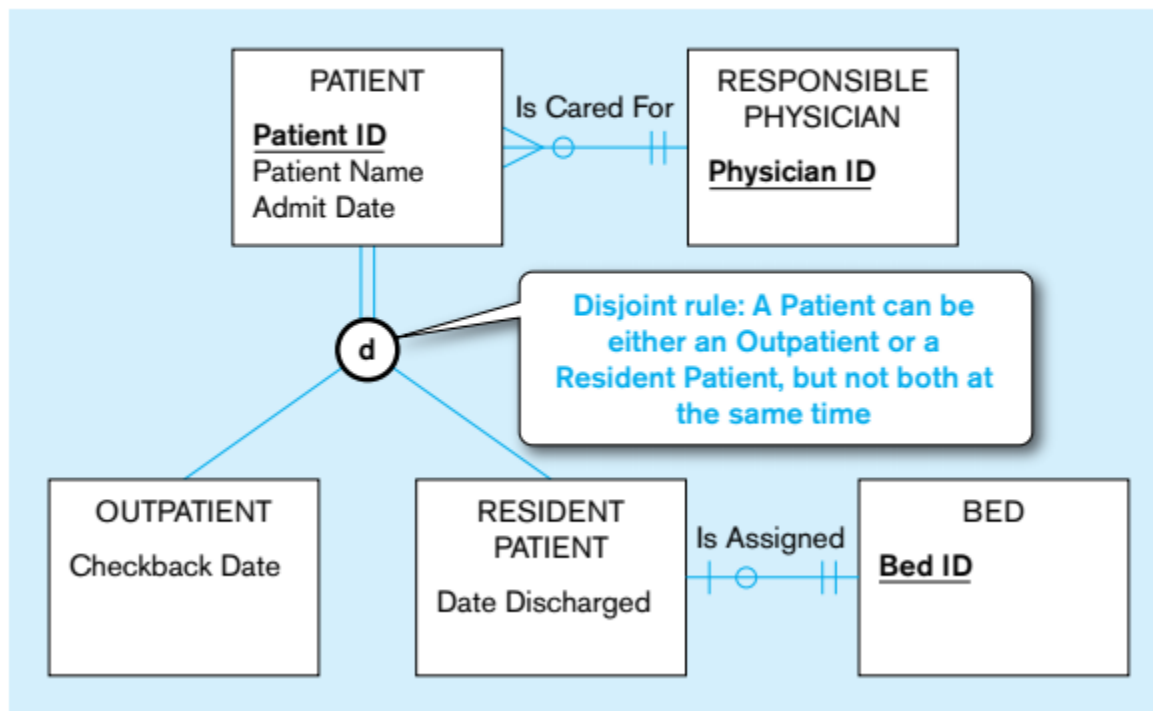 PATIENT
Patient ID
Patient Name
Admit Date
Is Cared For
RESPONSIBLE
PHYSICIAN
Physician ID
d
Disjoint rule: A Patient can be
either an Outpatient or a
Resident Patient, but not both at
the same time
OUTPATIENT
Checkback Date
RESIDENT
PATIENT
Date Discharged
Is Assigned
BED
Bed ID